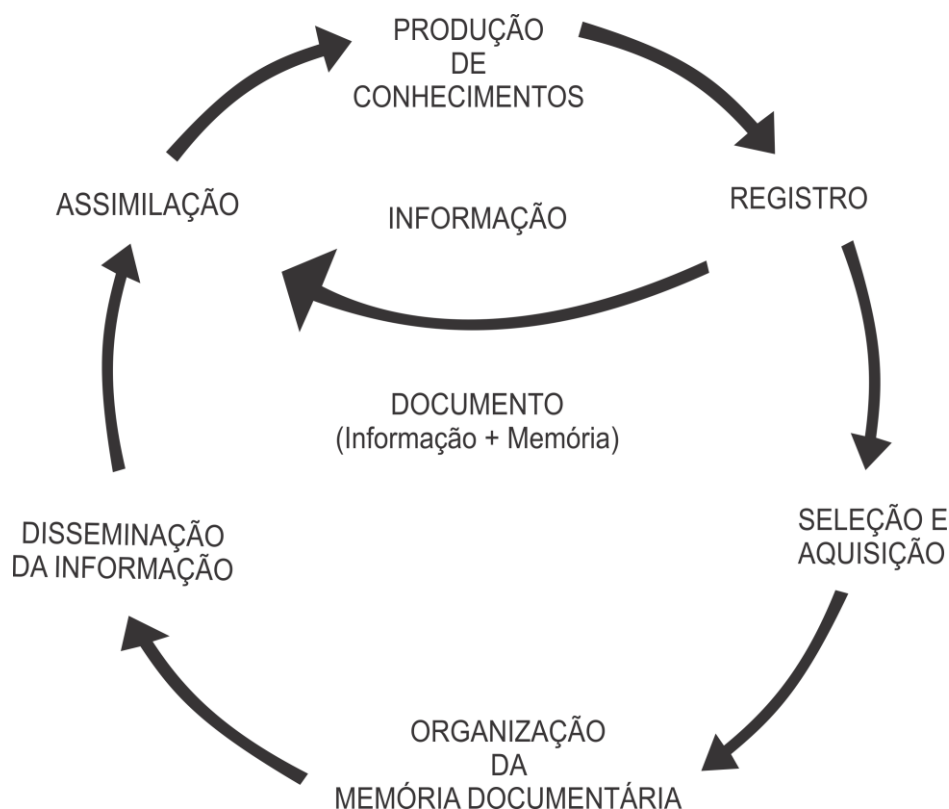 PRODUÇÃO
DE
CONHECIMENTOS
ASSIMILAÇÃO
INFORMAÇÃO
REGISTRO
DOCUMENTO
(Informação + Memória)
DISSEMINAÇÃO
DA INFORMAÇÃO
SELEÇÃO E
AQUISIÇÃO
ORGANIZAÇÃO
DA
MEMÓRIA DOCUMENTÁRIA